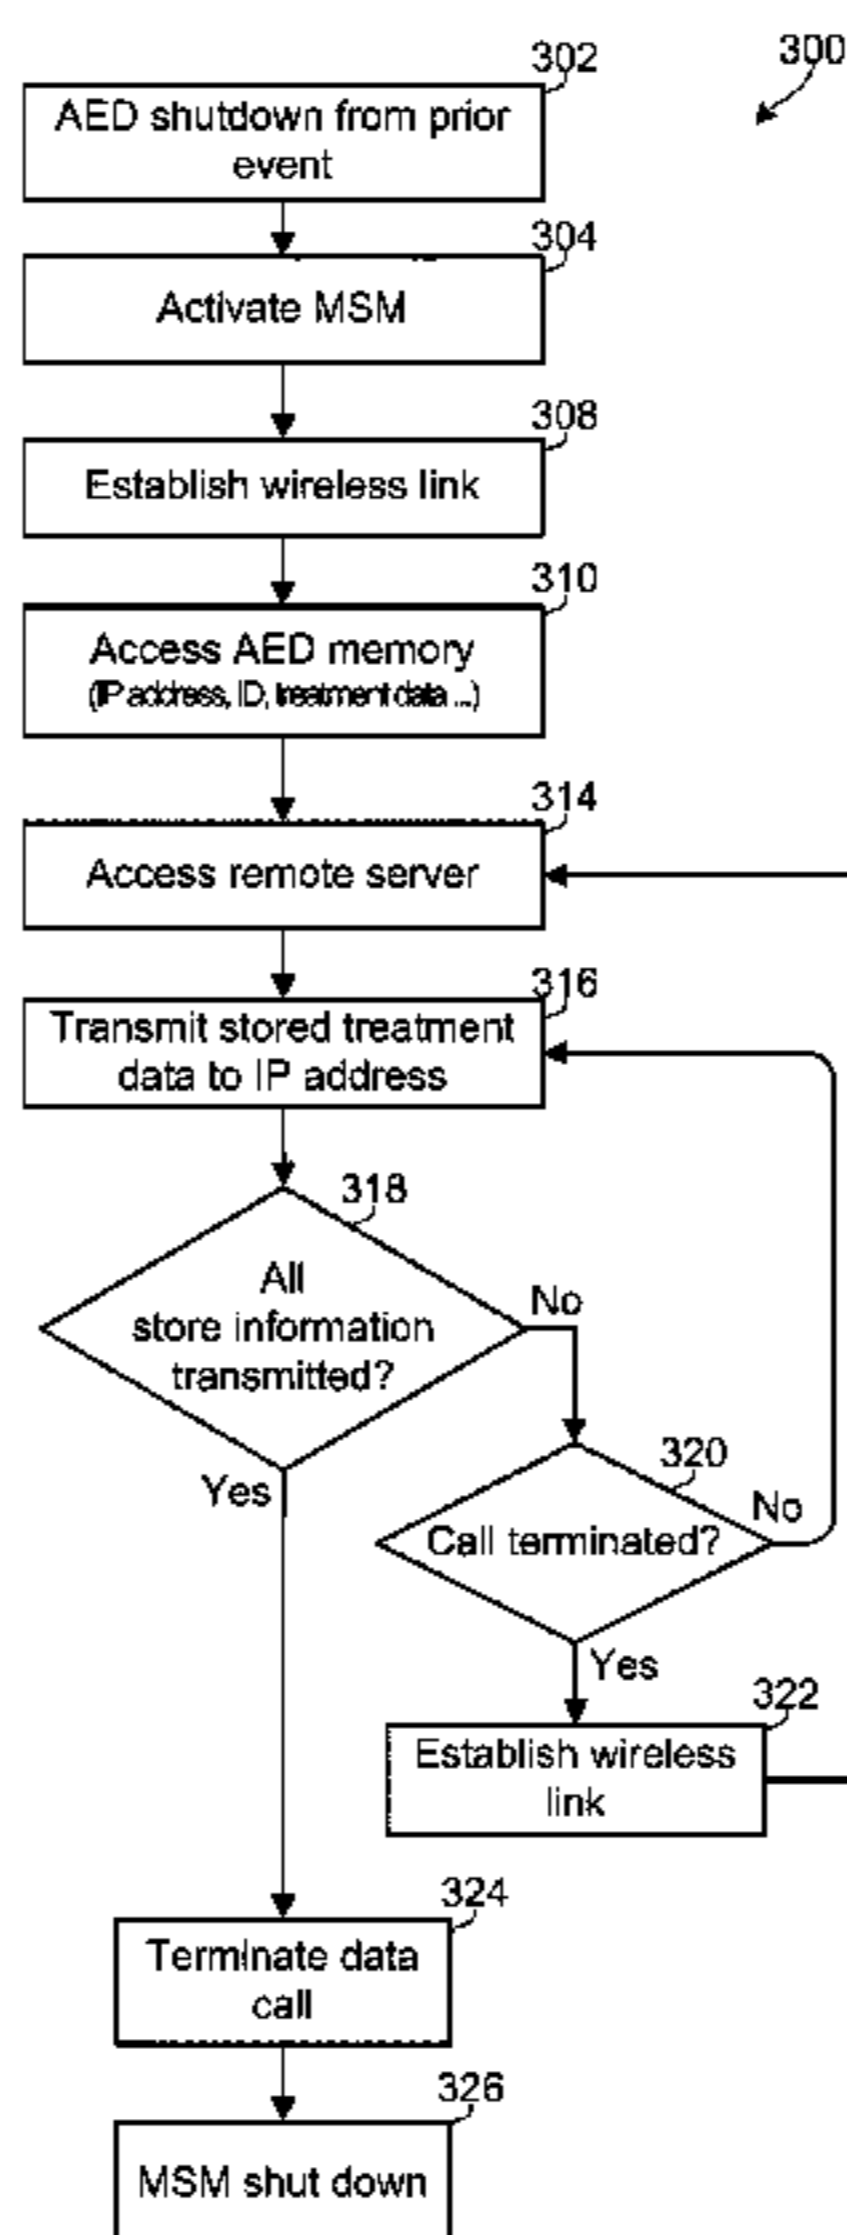 300
302
AED shutdown from prior
event
304
Activate MSM
308
Establish wireless link
310
Access AED memory
(IP address, ID, treatment data ...)
314
Access remote server
316
Transmit stored treatment
data to IP address
318
All
store information
transmitted?
No
Yes
320
Call terminated?
No
Yes
322
Establish wireless
link
324
Terminate data
call
326
MSM shut down